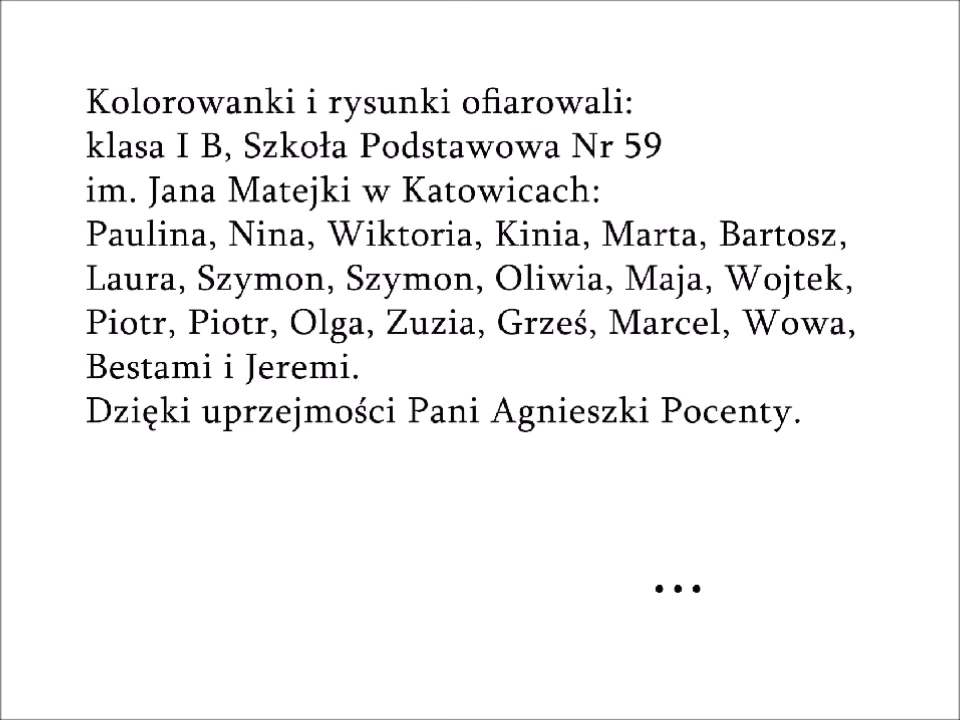 Kolorowanki i rysunki ofiarowali:
klasa I B, Szkoła Podstawowa Nr 59
im. Jana Matejki w Katowicach:
Paulina, Nina, Wiktoria, Kinia, Marta, Bartosz,
Laura, Szymon, Szymon, Oliwia, Maja, Wojtek,
Piotr, Piotr, Olga, Zuzia, Grześ, Marcel, Wowa,
Bestami i Jeremi.
Dzięki uprzejmości Pani Agnieszki Pocenty.
...